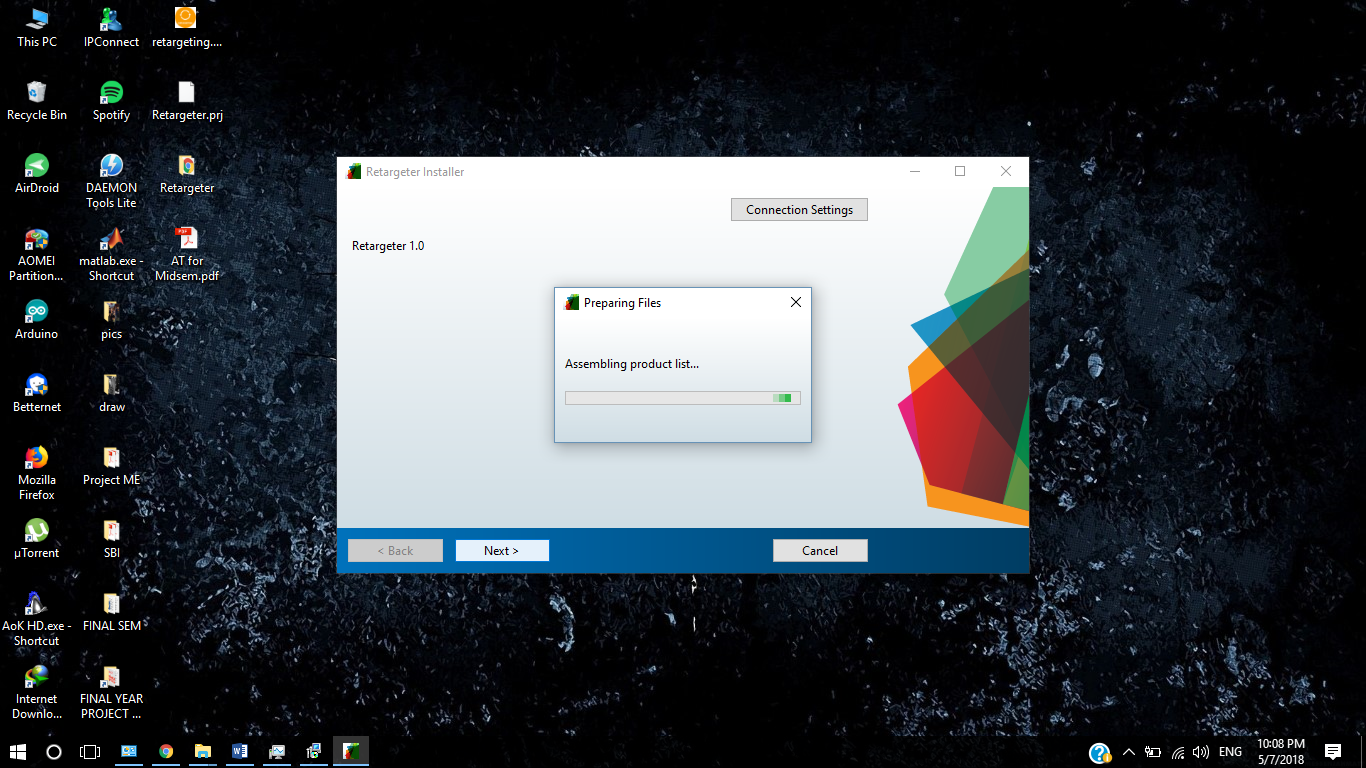 This PC
IPConnect
retargeting....
Recycle Bin
Spotify
Retargeter.prj
AirDroid
DAEMON
Tools Lite
Retargeter
AOMEI
Partition...
matlab.exe -
Shortcut
PDF
AT for
Midsem.pdf
Arduino
pics
Betternet
draw
Mozilla
Firefox
Project ME
µTorrent
SBI
AoK HD.exe -
Shortcut
FINAL SEM
Internet
Downlo...
FINAL YEAR
PROJECT ...
Retargeter Installer
Connection Settings
Retargeter 1.0
Preparing Files
Assembling product list...
< Back
Next >
Cancel
ENG
10:08 PM
5/7/2018